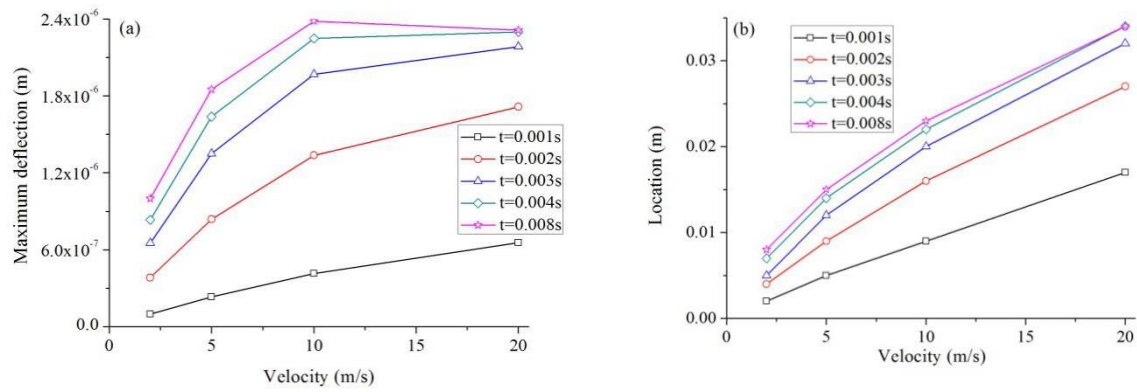 (a)
Maximum deflection (m)
2.4x10⁻⁶
1.8x10⁻⁶
1.2x10⁻⁶
6.0x10⁻⁷
0.0
0 5 10 15 20
Velocity (m/s)
t=0.001s
t=0.002s
t=0.003s
t=0.004s
t=0.008s
(b)
Location (m)
0.03
0.02
0.01
0.00
0 5 10 15 20
Velocity (m/s)
t=0.001s
t=0.002s
t=0.003s
t=0.004s
t=0.008s